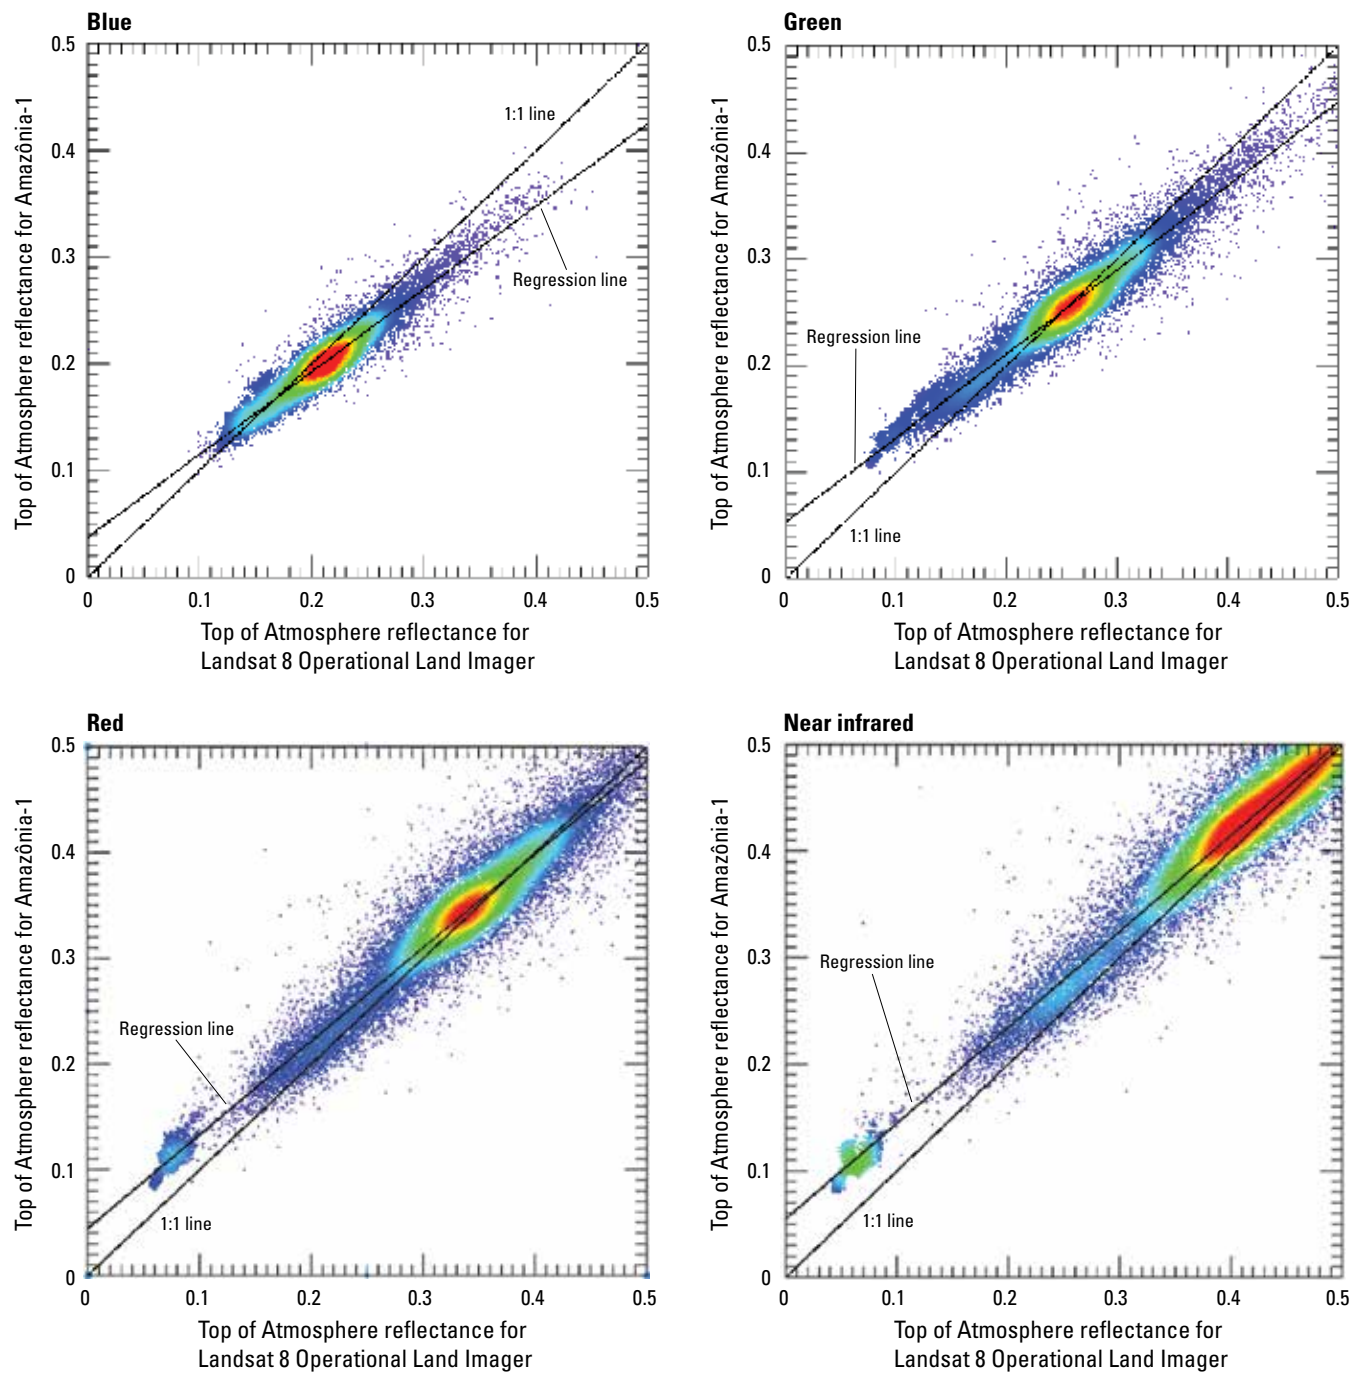 Blue
0.5
0.4
0.3
0.2
0.1
0
0
0.1
0.2
0.3
0.4
0.5
1:1 line
Regression line
Top of Atmosphere reflectance for Amazônia-1
Top of Atmosphere reflectance for
Landsat 8 Operational Land Imager
Green
0.5
0.4
0.3
0.2
0.1
0
0
0.1
0.2
0.3
0.4
0.5
Regression line
1:1 line
Top of Atmosphere reflectance for Amazônia-1
Top of Atmosphere reflectance for
Landsat 8 Operational Land Imager
Red
0.5
0.4
0.3
0.2
0.1
0
0
0.1
0.2
0.3
0.4
0.5
Regression line
1:1 line
Top of Atmosphere reflectance for Amazônia-1
Top of Atmosphere reflectance for
Landsat 8 Operational Land Imager
Near infrared
0.5
0.4
0.3
0.2
0.1
0
0
0.1
0.2
0.3
0.4
0.5
Regression line
1:1 line
Top of Atmosphere reflectance for Amazônia-1
Top of Atmosphere reflectance for
Landsat 8 Operational Land Imager